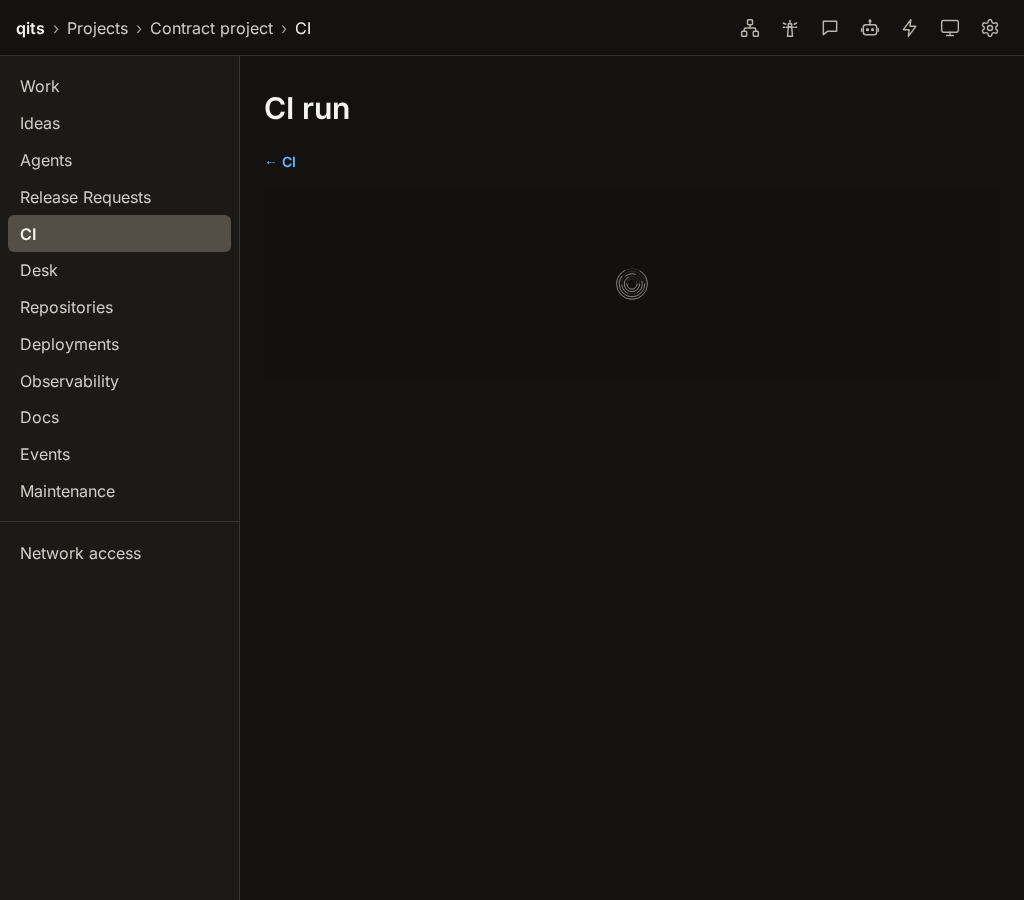 qits › Projects › Contract project › CI
Work
Ideas
Agents
Release Requests
CI
Desk
Repositories
Deployments
Observability
Docs
Events
Maintenance
Network access
CI run
← CI